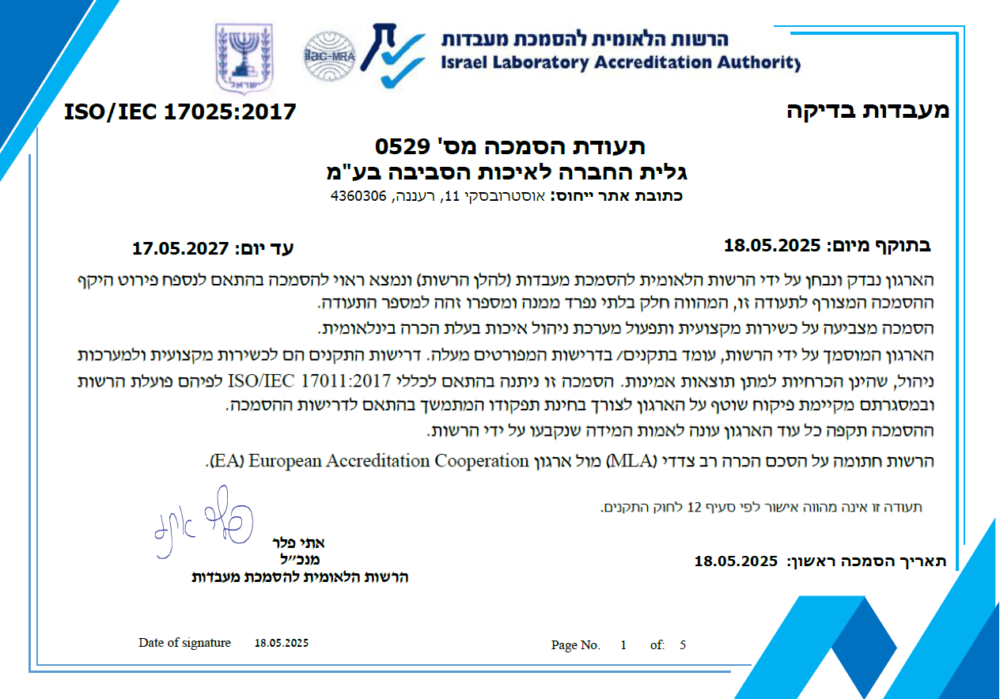 ישראל
ilac-MRA
הרשות הלאומית להסמכת מעבדות
Israel Laboratory Accreditation Authority
מעבדות בדיקה
ISO/IEC 17025:2017
תעודת הסמכה מס' 0529
גלית החברה לאיכות הסביבה בע"מ
כתובת אתר ייחוס: אוסטרובסקי 11, רעננה, 4360306
בתוקף מיום: 18.05.2025
עד יום: 17.05.2027
הארגון נבדק ונבחן על ידי הרשות הלאומית להסמכת מעבדות (להלן הרשות) ונמצא ראוי להסמכה בהתאם לנספח פירוט היקף
ההסמכה המצורף לתעודה זו, המהווה חלק בלתי נפרד ממנה ומספרו זהה למספר התעודה.
הסמכה מצביעה על כשירות מקצועית ותפעול מערכת ניהול איכות בעלת הכרה בינלאומית.
הארגון המוסמך על ידי הרשות, עומד בתקנים/ בדרישות המפורטים מעלה. דרישות התקנים הם לכשירות מקצועית ולמערכות
ניהול, שהינן הכרחיות למתן תוצאות אמינות. הסמכה זו ניתנה בהתאם לכללי ISO/IEC 17011:2017 לפיהם פועלת הרשות
ובמסגרתם מקיימת פיקוח שוטף על הארגון לצורך בחינת תפקודו המתמשך בהתאם לדרישות ההסמכה.
ההסמכה תקפה כל עוד הארגון עונה לאמות המידה שנקבעו על ידי הרשות.
הרשות חתומה על הסכם הכרה רב צדדי (MLA) מול ארגון European Accreditation Cooperation (EA).
תעודה זו אינה מהווה אישור לפי סעיף 12 לחוק התקנים.
אתי פלר
אתי פלר
מנכ״ל
הרשות הלאומית להסמכת מעבדות
תאריך הסמכה ראשון: 18.05.2025
Date of signature 18.05.2025
Page No. 1 of: 5